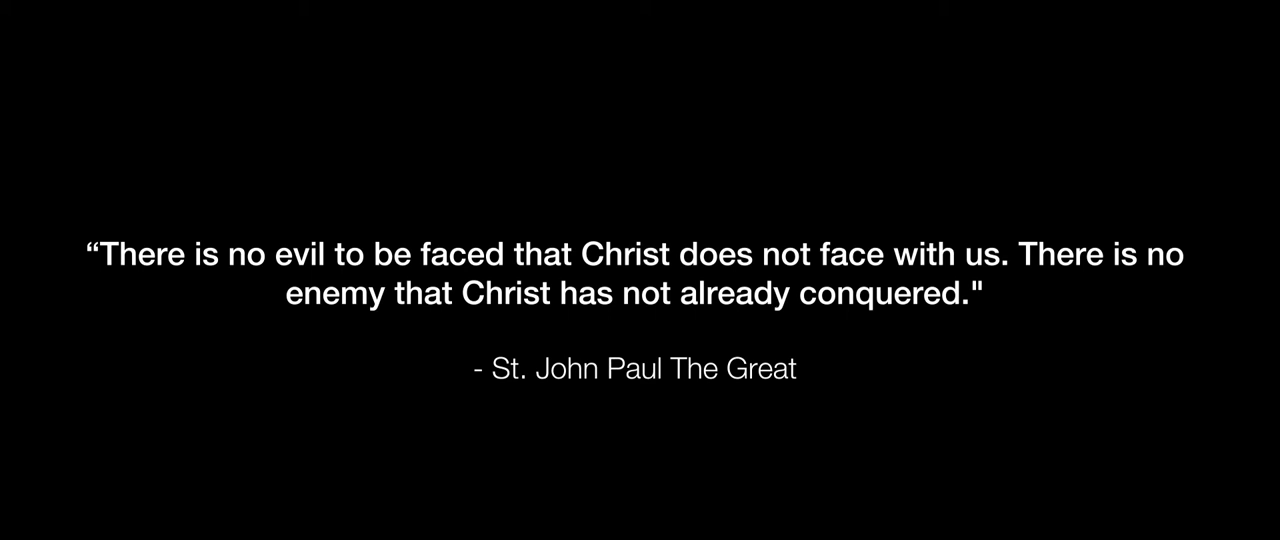 “There is no evil to be faced that Christ does not face with us. There is no
enemy that Christ has not already conquered."
- St. John Paul The Great